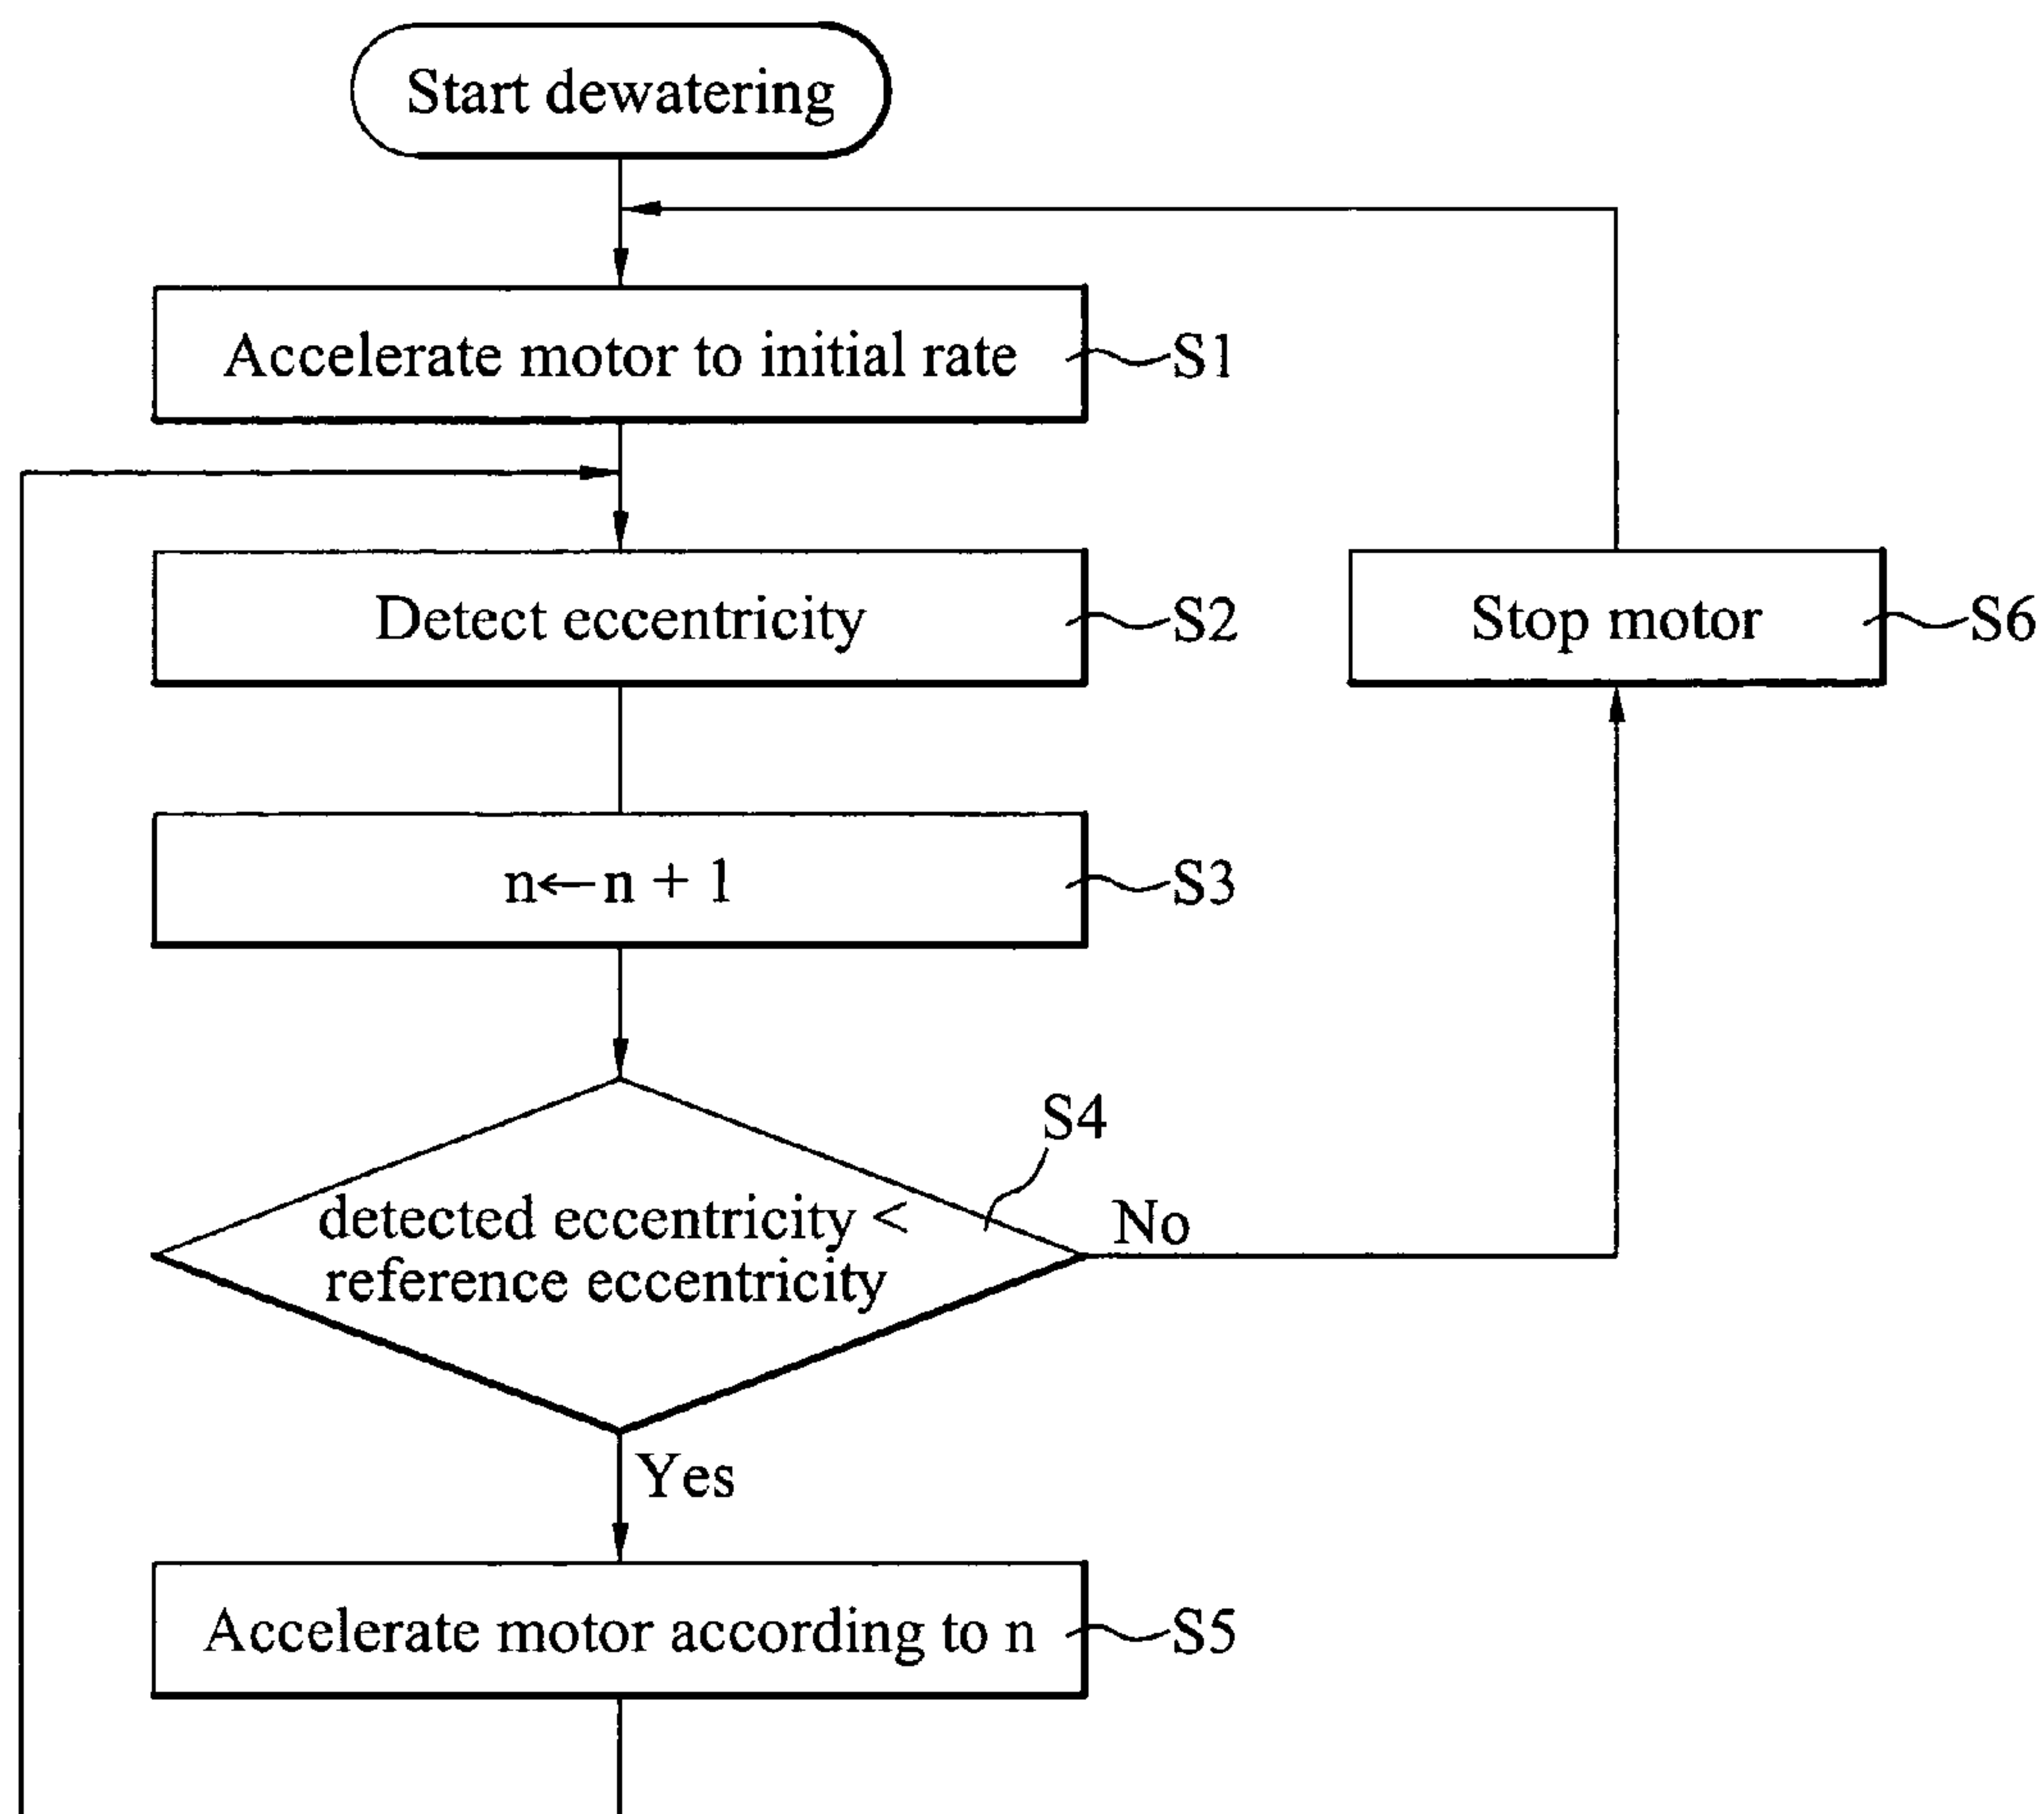 Start dewatering
Accelerate motor to initial rate
S1
Detect eccentricity
S2
Stop motor
S6
n←n + 1
S3
S4
detected eccentricity <
reference eccentricity
No
Yes
Accelerate motor according to n
S5